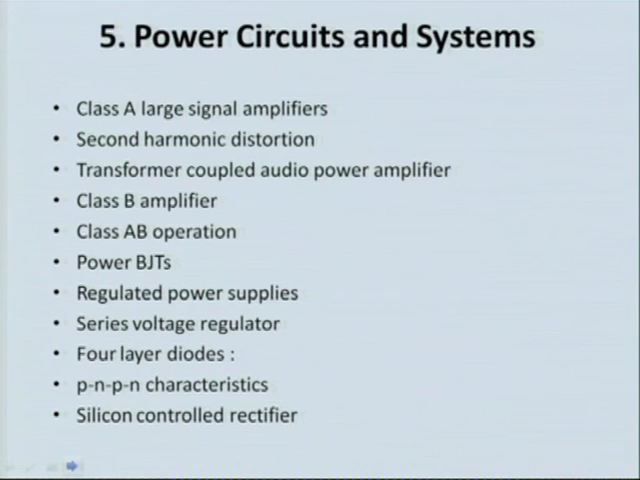 5. Power Circuits and Systems
• Class A large signal amplifiers
• Second harmonic distortion
• Transformer coupled audio power amplifier
• Class B amplifier
• Class AB operation
• Power BJTs
• Regulated power supplies
• Series voltage regulator
• Four layer diodes :
• p-n-p-n characteristics
• Silicon controlled rectifier